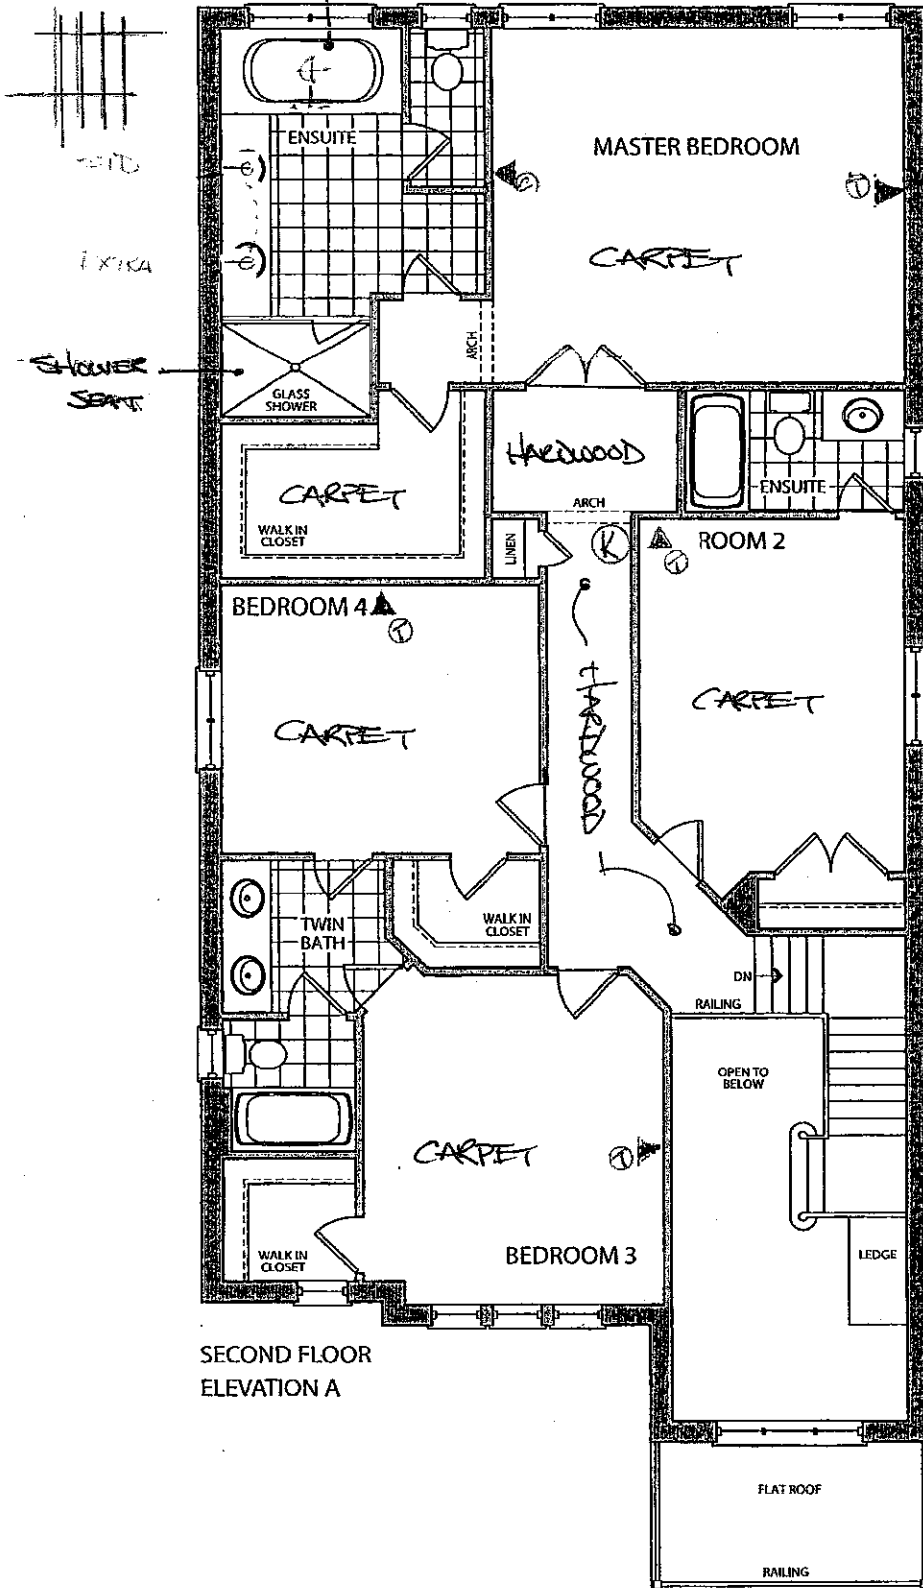 ENSUITE
MASTER BEDROOM
CARPET
EXTRA
ARCH
SHOWER
SEAT
GLASS
SHOWER
HARDWOOD
ENSUITE
CARPET
WALK IN
CLOSET
ARCH
LINEN
K
ROOM 2
T
BEDROOM 4
T
CARPET
HARDWOOD
CARPET
TWIN
BATH
WALK IN
CLOSET
DN
RAILING
OPEN TO
BELOW
CARPET
T
WALK IN
CLOSET
BEDROOM 3
LEDGE
SECOND FLOOR
ELEVATION A
FLAT ROOF
RAILING